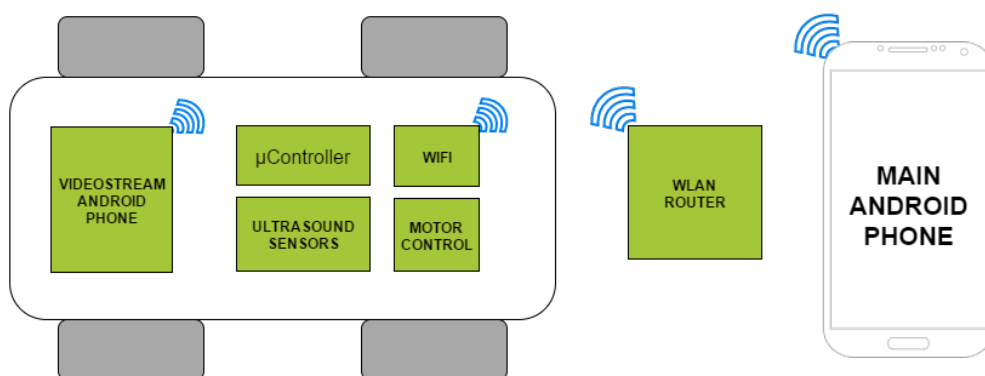 VIDEOSTREAM
ANDROID
PHONE
µController
WIFI
ULTRASOUND
SENSORS
MOTOR
CONTROL
WLAN
ROUTER
MAIN
ANDROID
PHONE